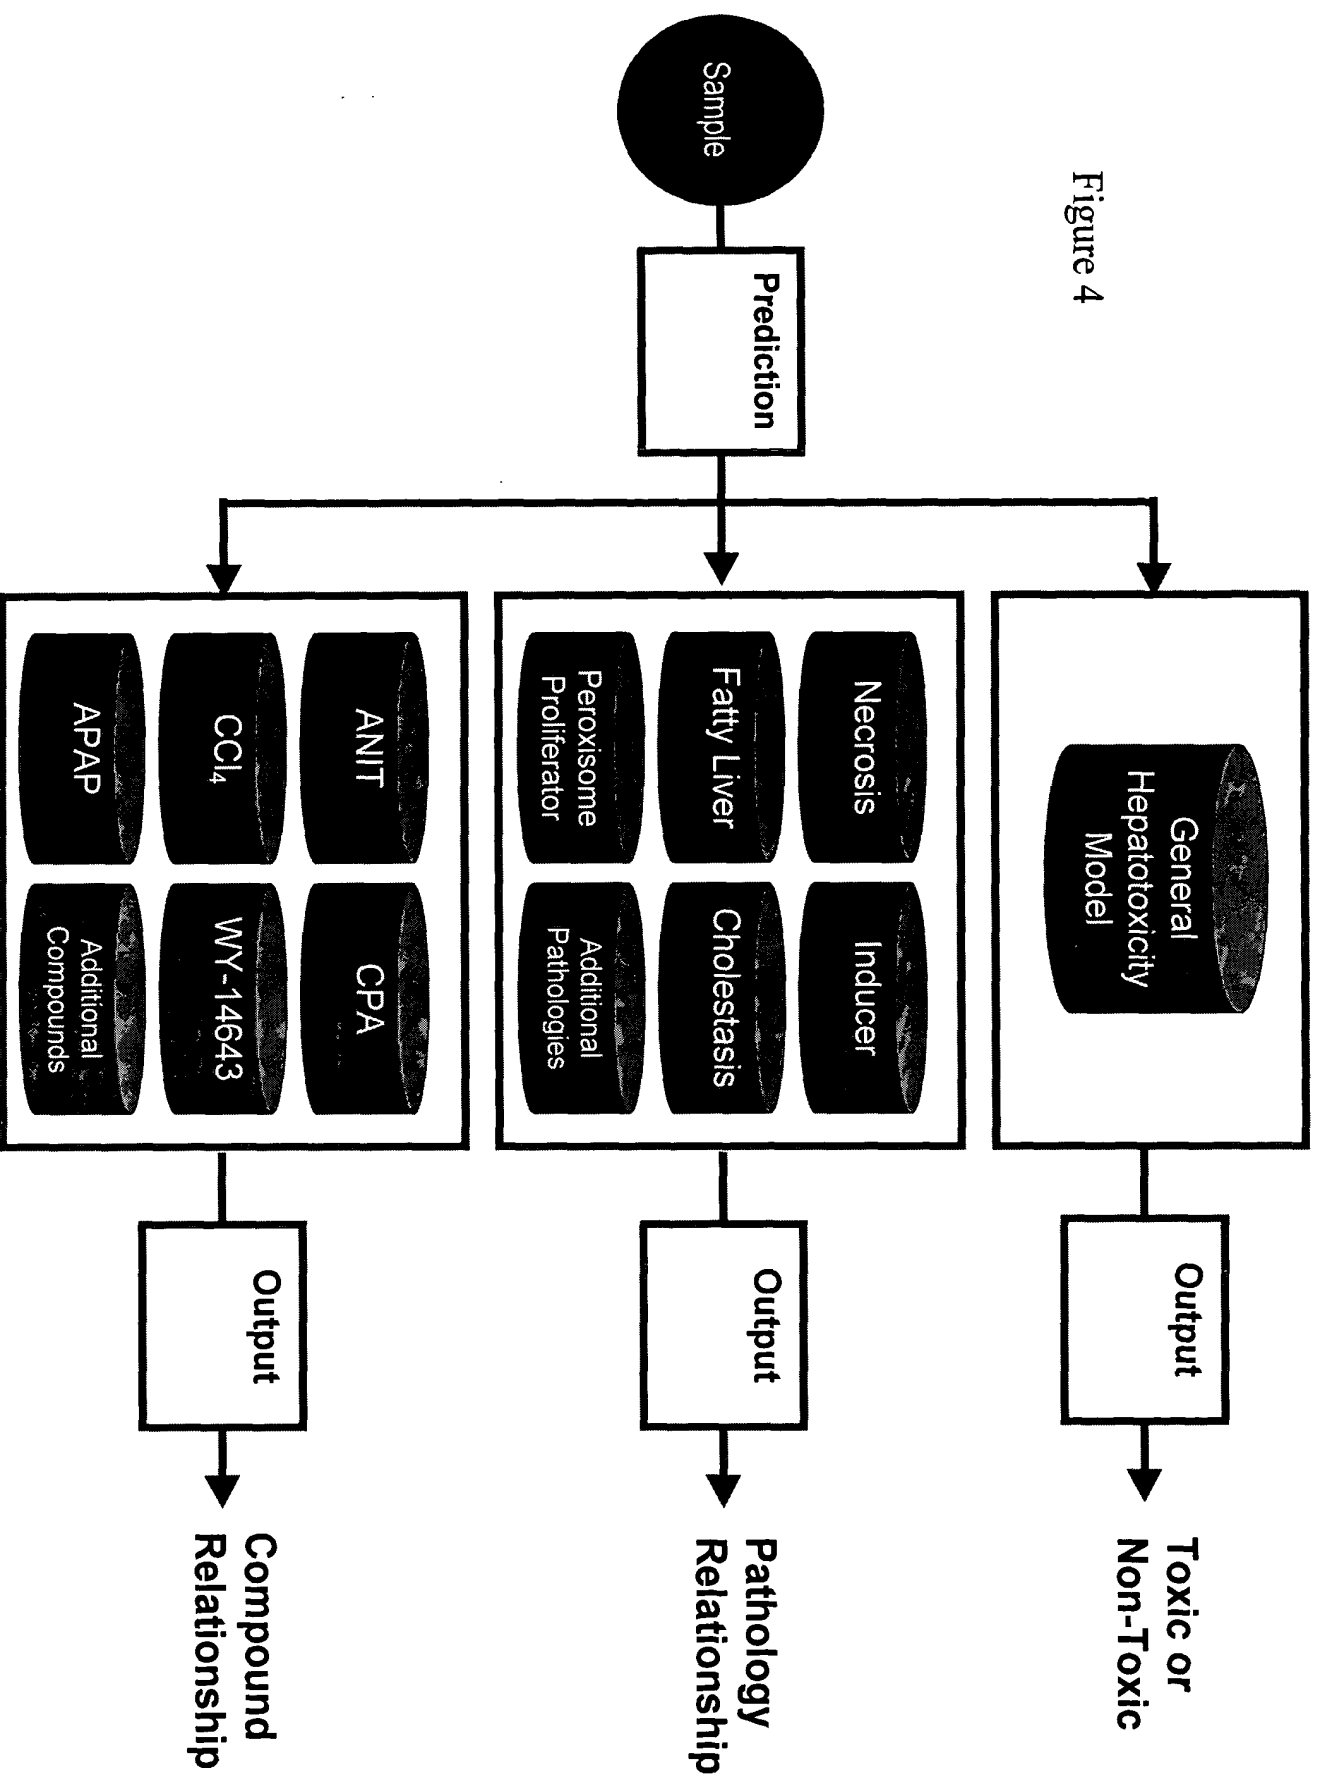 Figure 4
Sample
Prediction
General
Hepatotoxicity
Model
Output
Toxic or
Non-Toxic
Necrosis
Inducer
Fatty Liver
Cholestasis
Peroxisome
Proliferator
Additional
Pathologies
Output
Pathology
Relationship
ANIT
CPA
CCl₄
WY-14643
APAP
Additional
Compounds
Output
Compound
Relationship